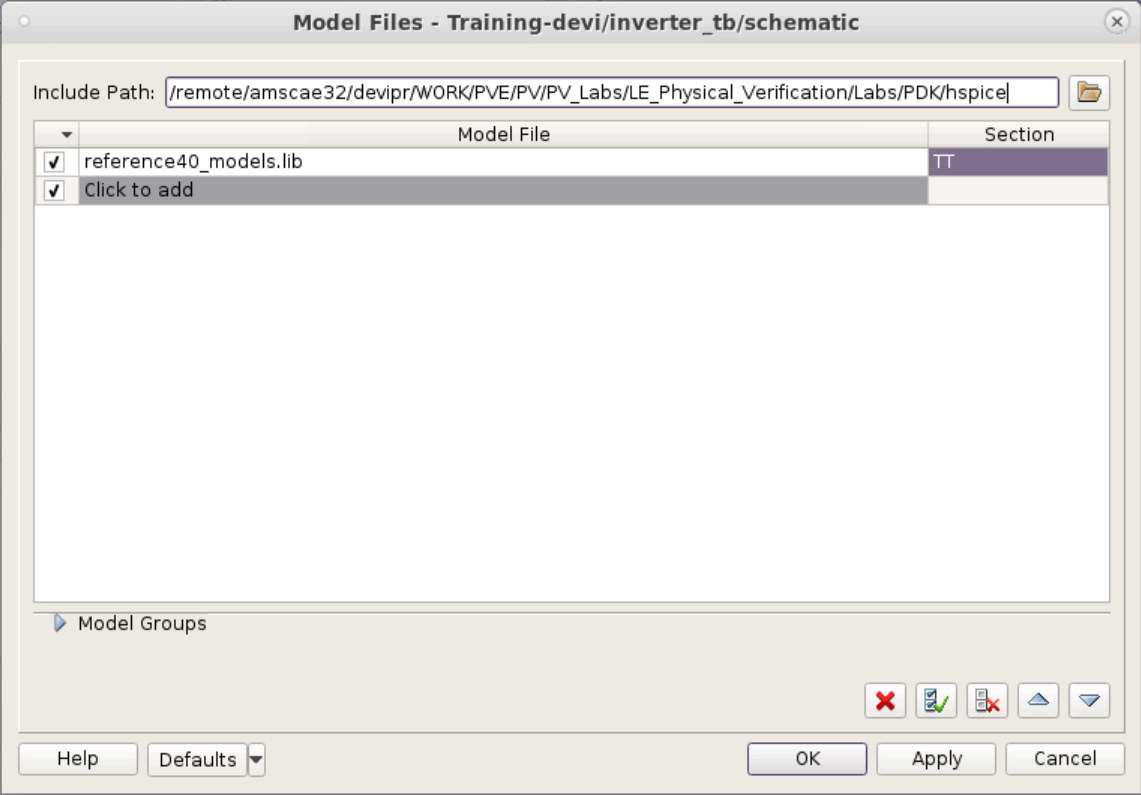 Model Files - Training-devi/inverter_tb/schematic
Include Path: /remote/amscae32/devipr/WORK/PVE/PV/PV_Labs/LE_Physical_Verification/Labs/PDK/hspice
Model File Section
reference40_models.lib TT
Click to add
Model Groups
Help Defaults OK Apply Cancel